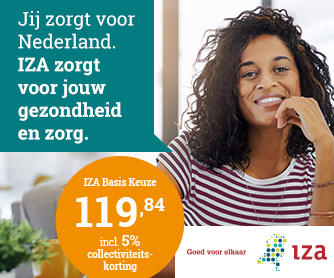 Jij zorgt voor
Nederland.
IZA zorgt
voor jouw
gezondheid
en zorg.
IZA Basis Keuze
119,84
incl. 5%
collectiviteits-
korting
Goed voor elkaar
ıza